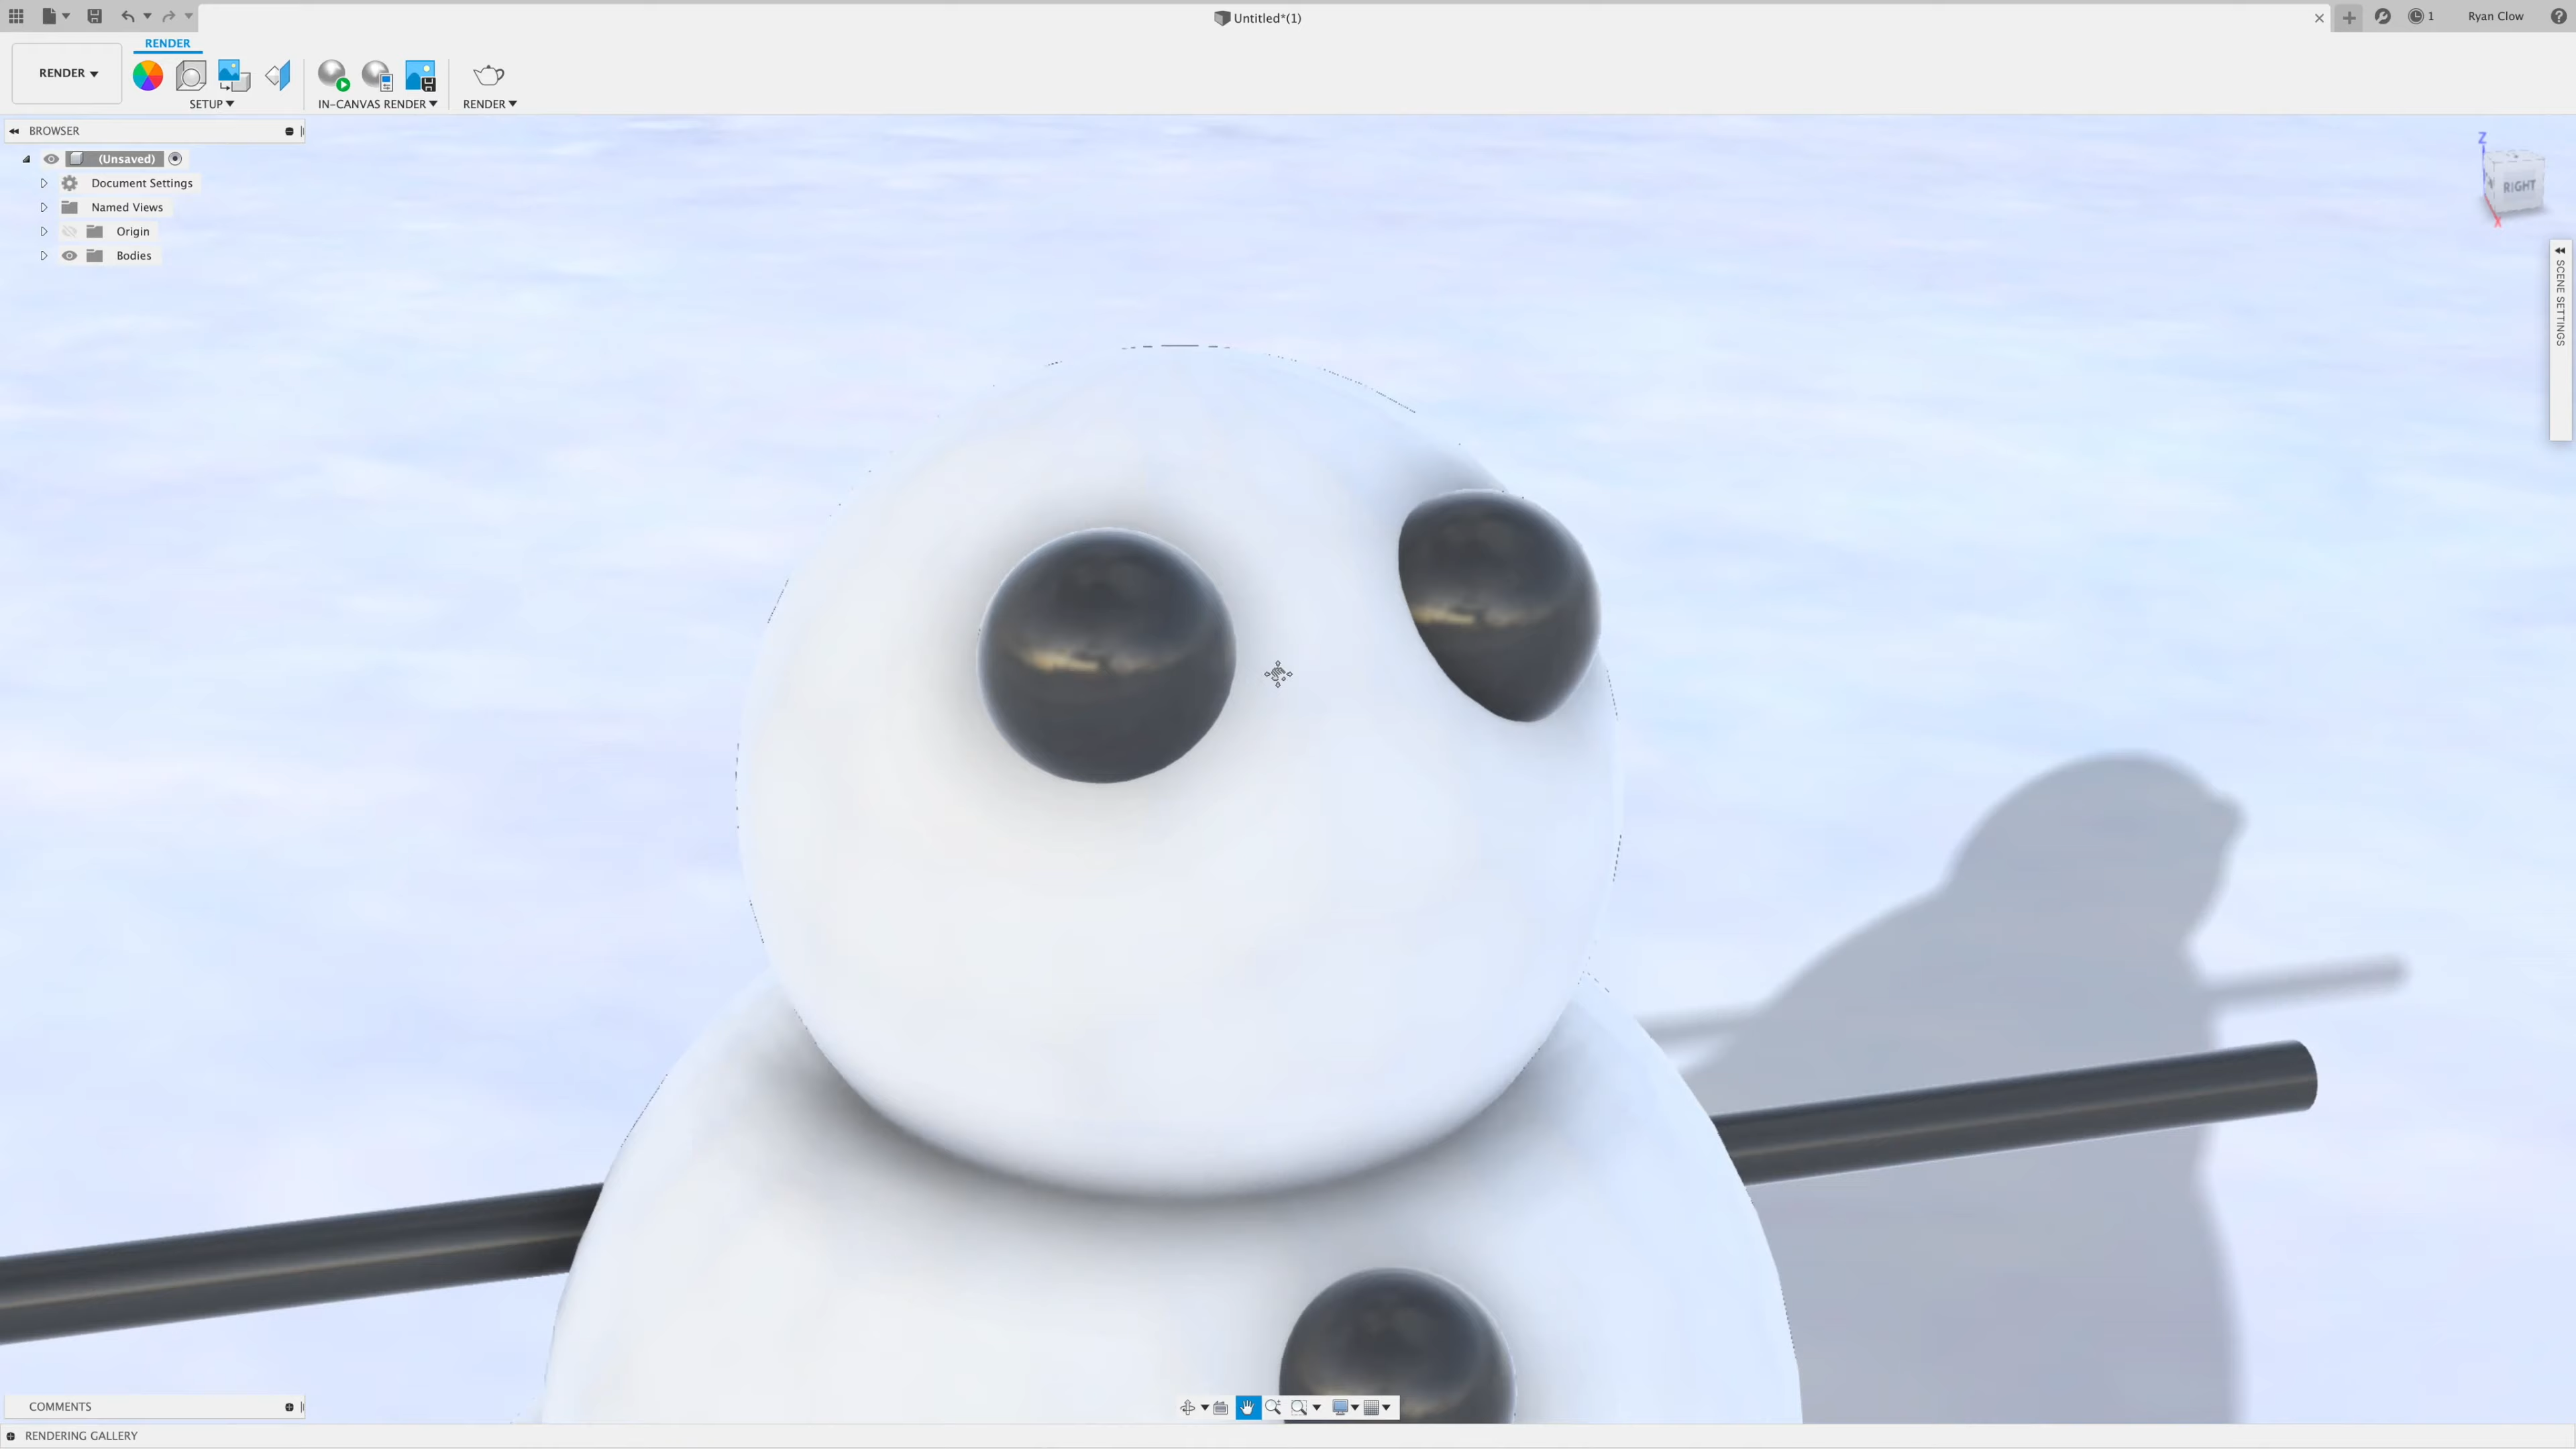 Untitled*(1)
1
Ryan Clow
RENDER
RENDER
SETUP
IN-CANVAS RENDER
RENDER
BROWSER
(Unsaved)
Document Settings
Named Views
Origin
Bodies
Z
RIGHT
X
SCENE SETTINGS
COMMENTS
RENDERING GALLERY